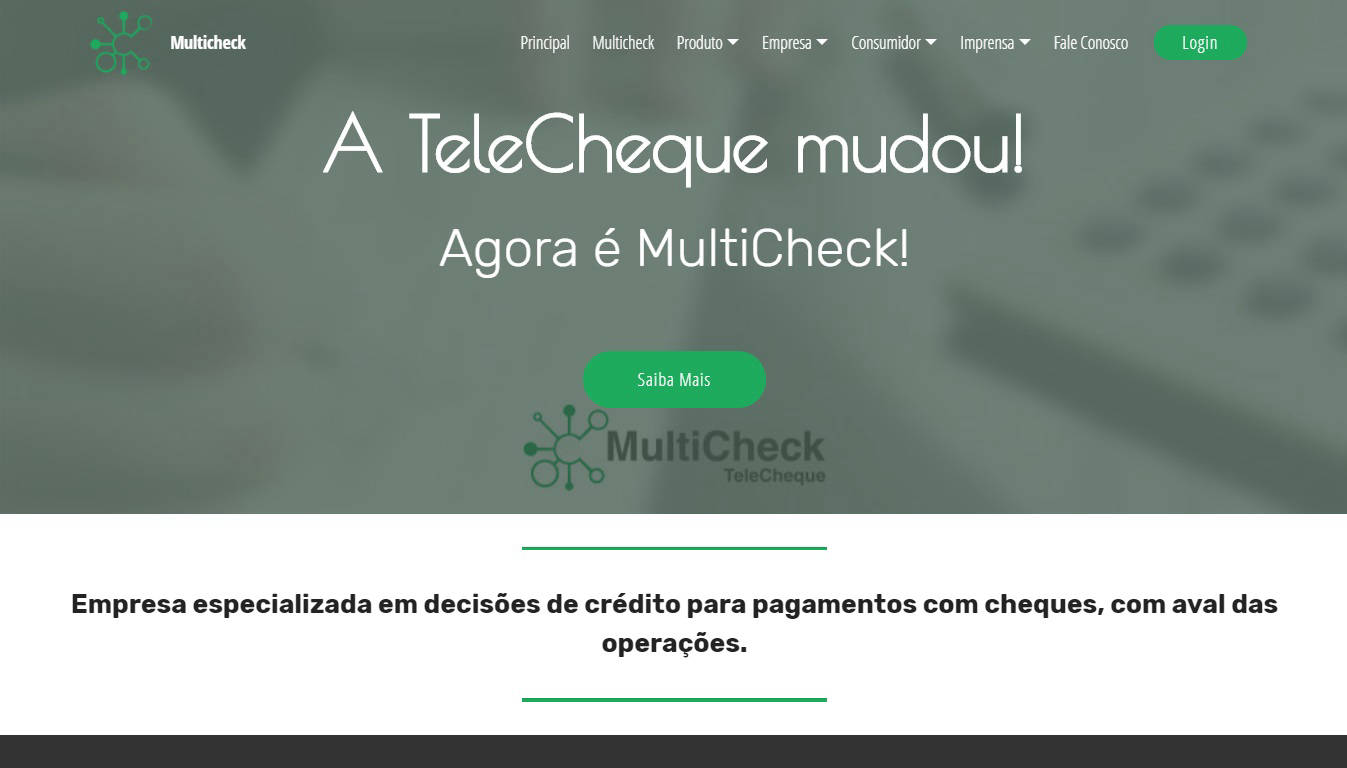 Multicheck
Principal
Multicheck
Produto
Empresa
Consumidor
Imprensa
Fale Conosco
Login
A TeleCheque mudou!
Agora é MultiCheck!
Saiba Mais
MultiCheck
TeleCheque
Empresa especializada em decisões de crédito para pagamentos com cheques, com aval das
operações.